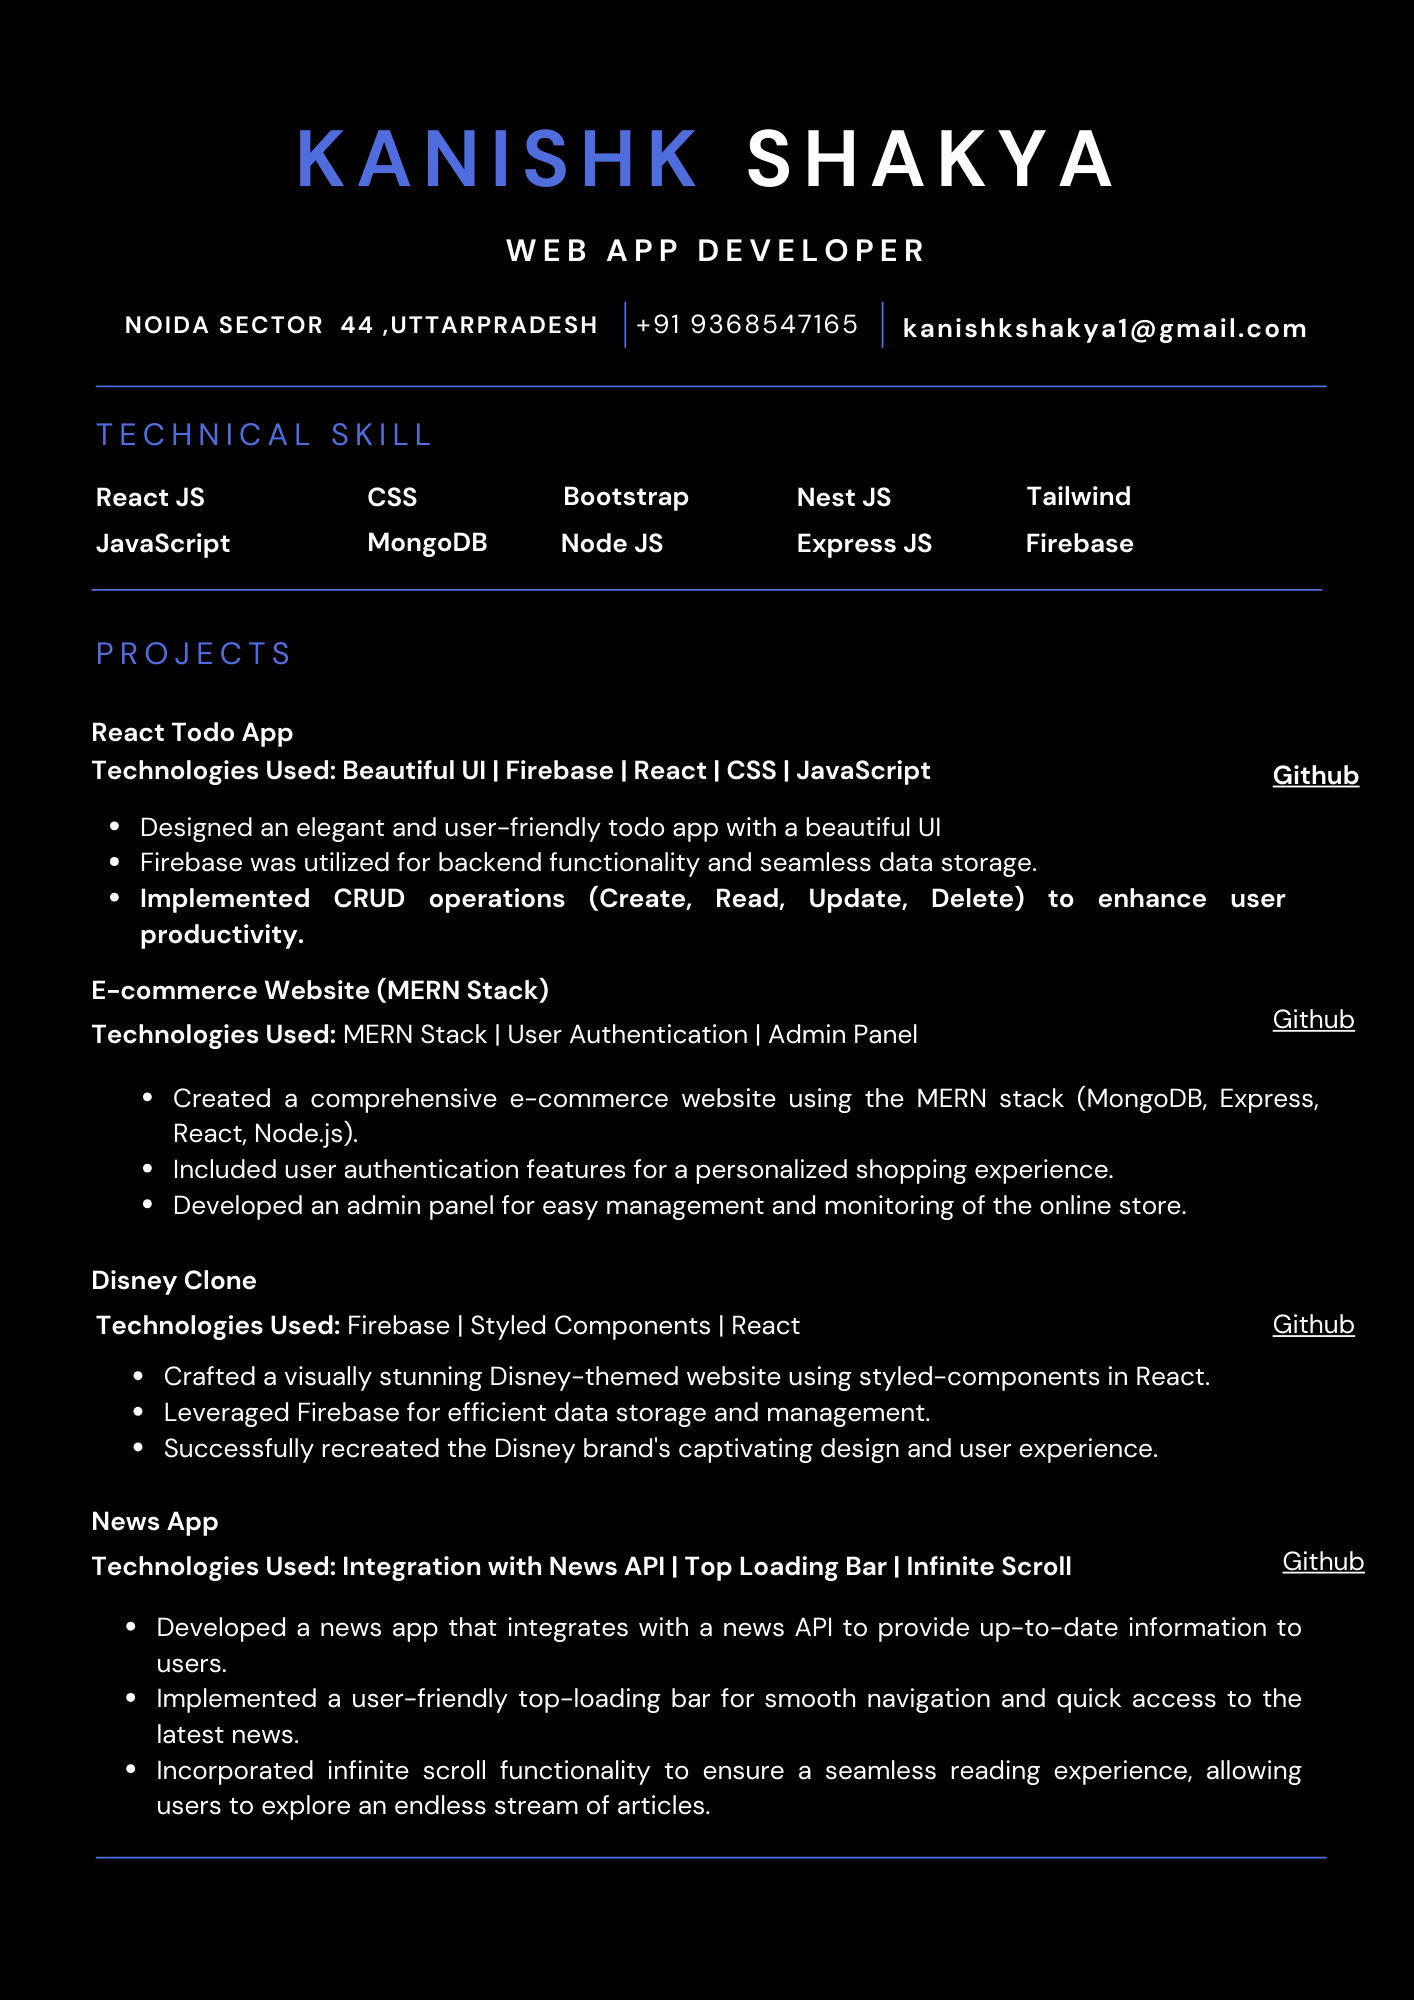 KANISHK SHAKYA
WEB APP DEVELOPER
NOIDA SECTOR 44 ,UTTARPRADESH +91 9368547165 kanishkshakya1@gmail.com
TECHNICAL SKILL
React JS CSS Bootstrap Nest JS Tailwind
JavaScript MongoDB Node JS Express JS Firebase
PROJECTS
React Todo App
Technologies Used: Beautiful UI | Firebase | React | CSS | JavaScript Github
• Designed an elegant and user-friendly todo app with a beautiful UI
• Firebase was utilized for backend functionality and seamless data storage.
• Implemented CRUD operations (Create, Read, Update, Delete) to enhance user
productivity.
E-commerce Website (MERN Stack)
Technologies Used: MERN Stack | User Authentication | Admin Panel Github
• Created a comprehensive e-commerce website using the MERN stack (MongoDB, Express,
React, Node.js).
• Included user authentication features for a personalized shopping experience.
• Developed an admin panel for easy management and monitoring of the online store.
Disney Clone
Technologies Used: Firebase | Styled Components | React Github
• Crafted a visually stunning Disney-themed website using styled-components in React.
• Leveraged Firebase for efficient data storage and management.
• Successfully recreated the Disney brand's captivating design and user experience.
News App
Technologies Used: Integration with News API | Top Loading Bar | Infinite Scroll Github
• Developed a news app that integrates with a news API to provide up-to-date information to
users.
• Implemented a user-friendly top-loading bar for smooth navigation and quick access to the
latest news.
• Incorporated infinite scroll functionality to ensure a seamless reading experience, allowing
users to explore an endless stream of articles.